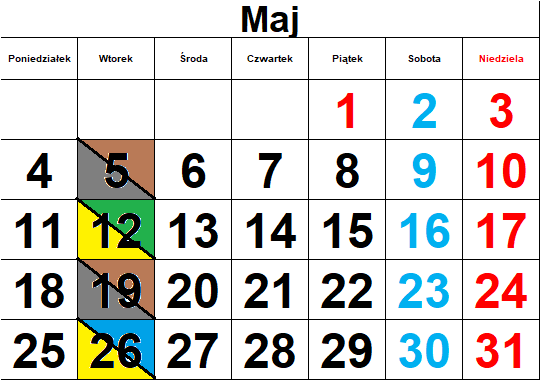 Maj
Poniedziałek Wtorek Środa Czwartek Piątek Sobota Niedziela
1 2 3
4 5 6 7 8 9 10
11 12 13 14 15 16 17
18 19 20 21 22 23 24
25 26 27 28 29 30 31